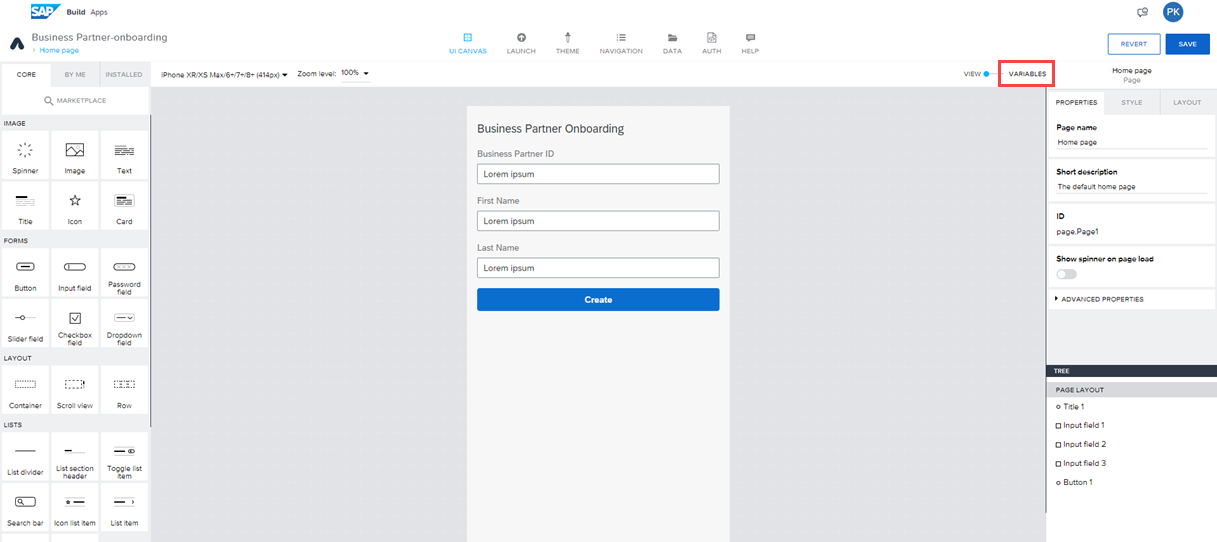 SAP Build Apps
PK
Business Partner-onboarding
‹ Home page
UI CANVAS LAUNCH THEME NAVIGATION DATA AUTH HELP
REVERT SAVE
CORE BY ME INSTALLED
iPhone XR/XS Max/6+/7+/8+ (414px) Zoom level: 100%
VIEW VARIABLES
Home page
Page
MARKETPLACE
PROPERTIES STYLE LAYOUT
IMAGE
Spinner Image Text
Title Icon Card
FORMS
Button Input field Password field
Slider field Checkbox field Dropdown field
LAYOUT
Container Scroll view Row
LISTS
List divider List section header Toggle list item
Search bar Icon list item List item
Business Partner Onboarding
Business Partner ID
Lorem ipsum
First Name
Lorem ipsum
Last Name
Lorem ipsum
Create
Page name
Home page
Short description
The default home page
ID
page.Page1
Show spinner on page load
ADVANCED PROPERTIES
TREE
PAGE LAYOUT
Title 1
Input field 1
Input field 2
Input field 3
Button 1